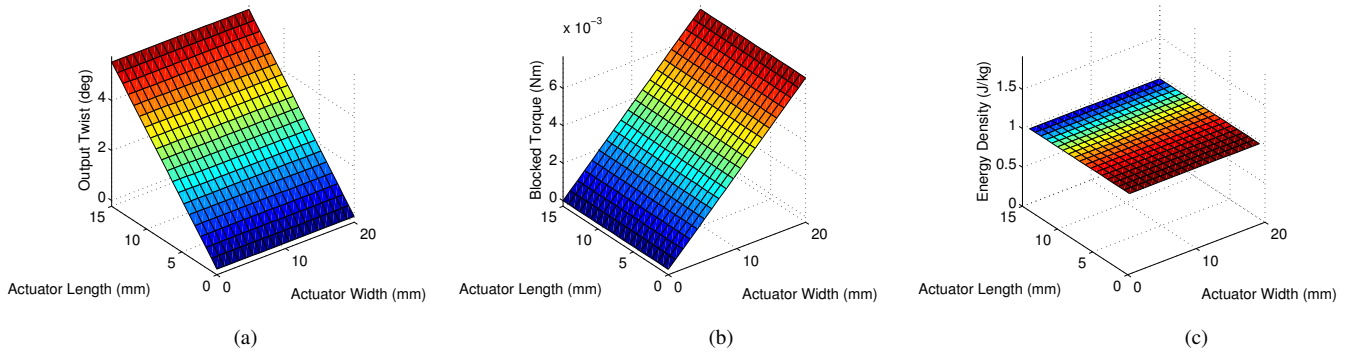 Output Twist (deg)
4
2
0
15
10
5
0
0
10
20
Actuator Length (mm)
Actuator Width (mm)
(a)
x 10⁻³
Blocked Torque (Nm)
6
4
2
0
15
10
5
0
0
10
20
Actuator Length (mm)
Actuator Width (mm)
(b)
Energy Density (J/kg)
1.5
1
0.5
0
15
10
5
0
0
10
20
Actuator Length (mm)
Actuator Width (mm)
(c)